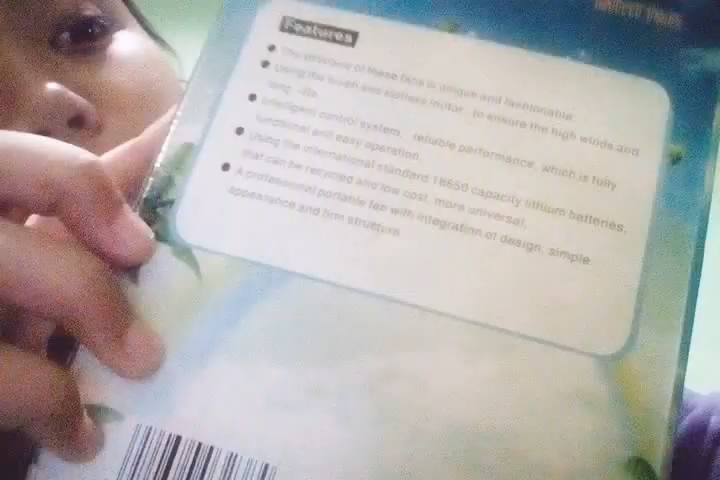 Features
The structure of these fans is unique and fashionable.
Using the brush and axiless motor, to ensure the high winds and
long -life.
Intelligent control system, reliable performance, which is fully
functional and easy operation.
Using the international standard 18650 capacity lithium batteries,
that can be recycled and low cost, more universal.
A professional portable fan with integration of design, simple
appearance and firm structure.